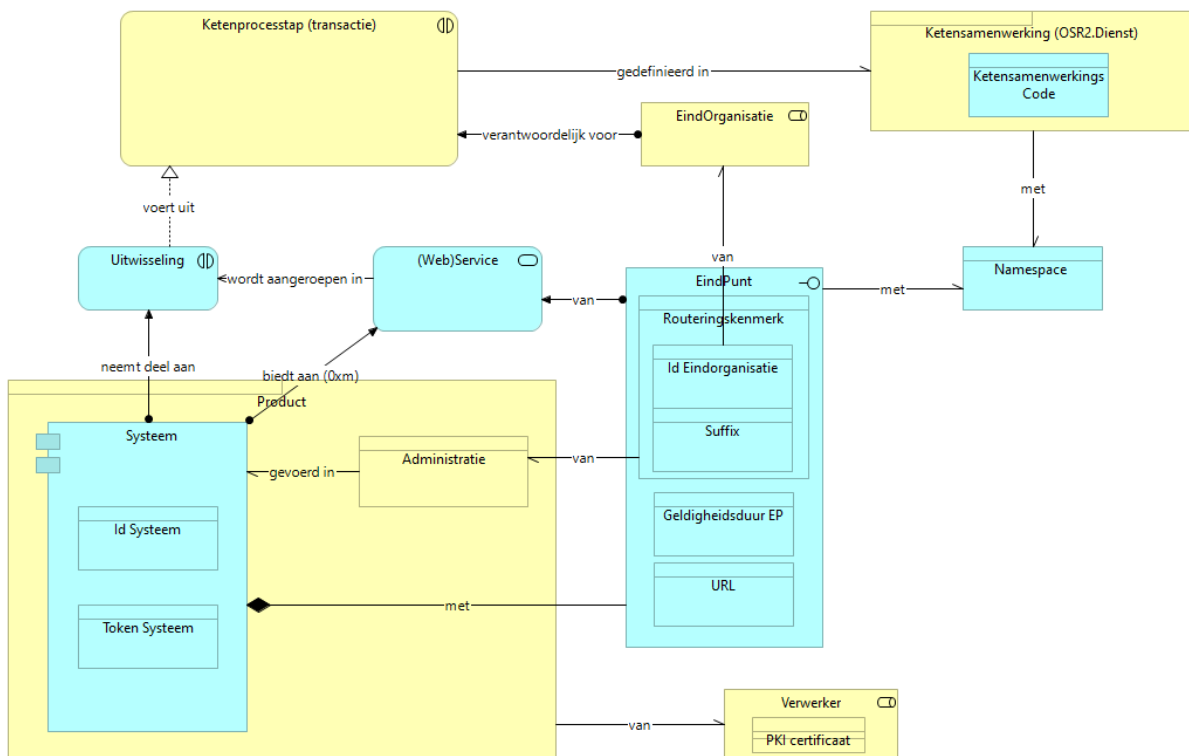 Ketenprocesstap (transactie)
Ketensamenwerking (OSR2.Dienst)
gedefinieerd in
Ketensamenwerkings
Code
EindOrganisatie
verantwoordelijk voor
voert uit
met
van
Uitwisseling
(Web)Service
wordt aangeroepen in
van
EindPunt
met
Namespace
Routeringskenmerk
Id Eindorganisatie
Suffix
neemt deel aan
biedt aan (0xm)
Product
Systeem
gevoerd in
Administratie
van
Id Systeem
Geldigheidsduur EP
URL
met
Token Systeem
van
Verwerker
PKI certificaat